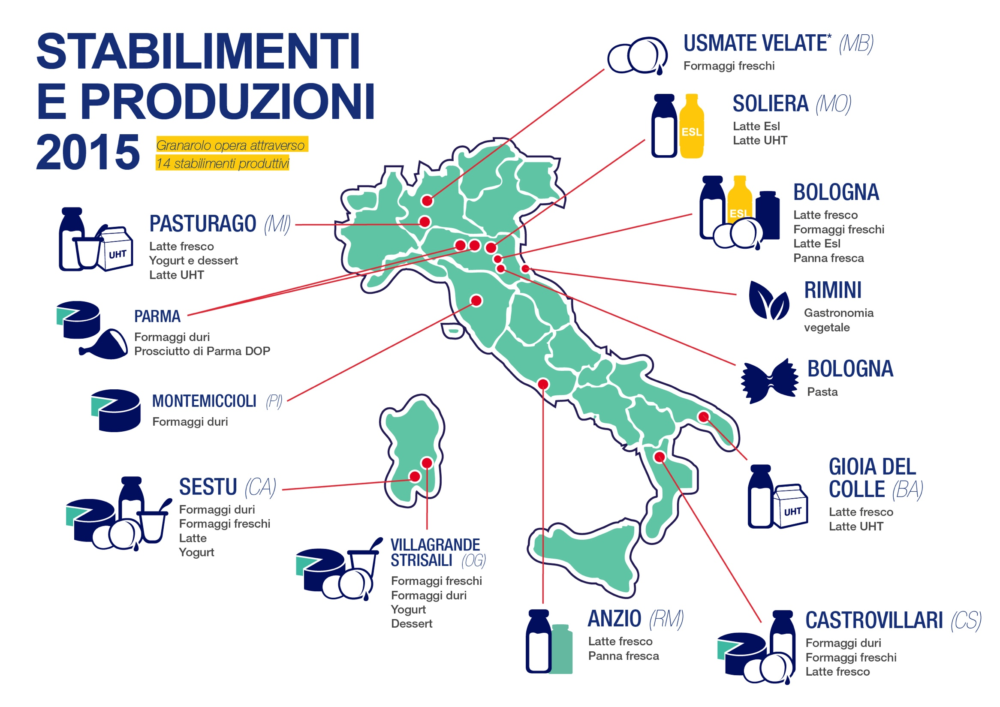 STABILIMENTI
E PRODUZIONI
2015
Granarolo opera attraverso
14 stabilimenti produttivi
USMATE VELATE* (MB)
Formaggi freschi
ESL
SOLIERA (MO)
Latte Esl
Latte UHT
ESL
BOLOGNA
Latte fresco
Formaggi freschi
Latte Esl
Panna fresca
UHT
PASTURAGO (MI)
Latte fresco
Yogurt e dessert
Latte UHT
RIMINI
Gastronomia
vegetale
PARMA
Formaggi duri
Prosciutto di Parma DOP
BOLOGNA
Pasta
MONTEMICCIOLI (PI)
Formaggi duri
GIOIA DEL
COLLE (BA)
Latte fresco
Latte UHT
UHT
SESTU (CA)
Formaggi duri
Formaggi freschi
Latte
Yogurt
VILLAGRANDE
STRISAILI (OG)
Formaggi freschi
Formaggi duri
Yogurt
Dessert
ANZIO (RM)
Latte fresco
Panna fresca
CASTROVILLARI (CS)
Formaggi duri
Formaggi freschi
Latte fresco